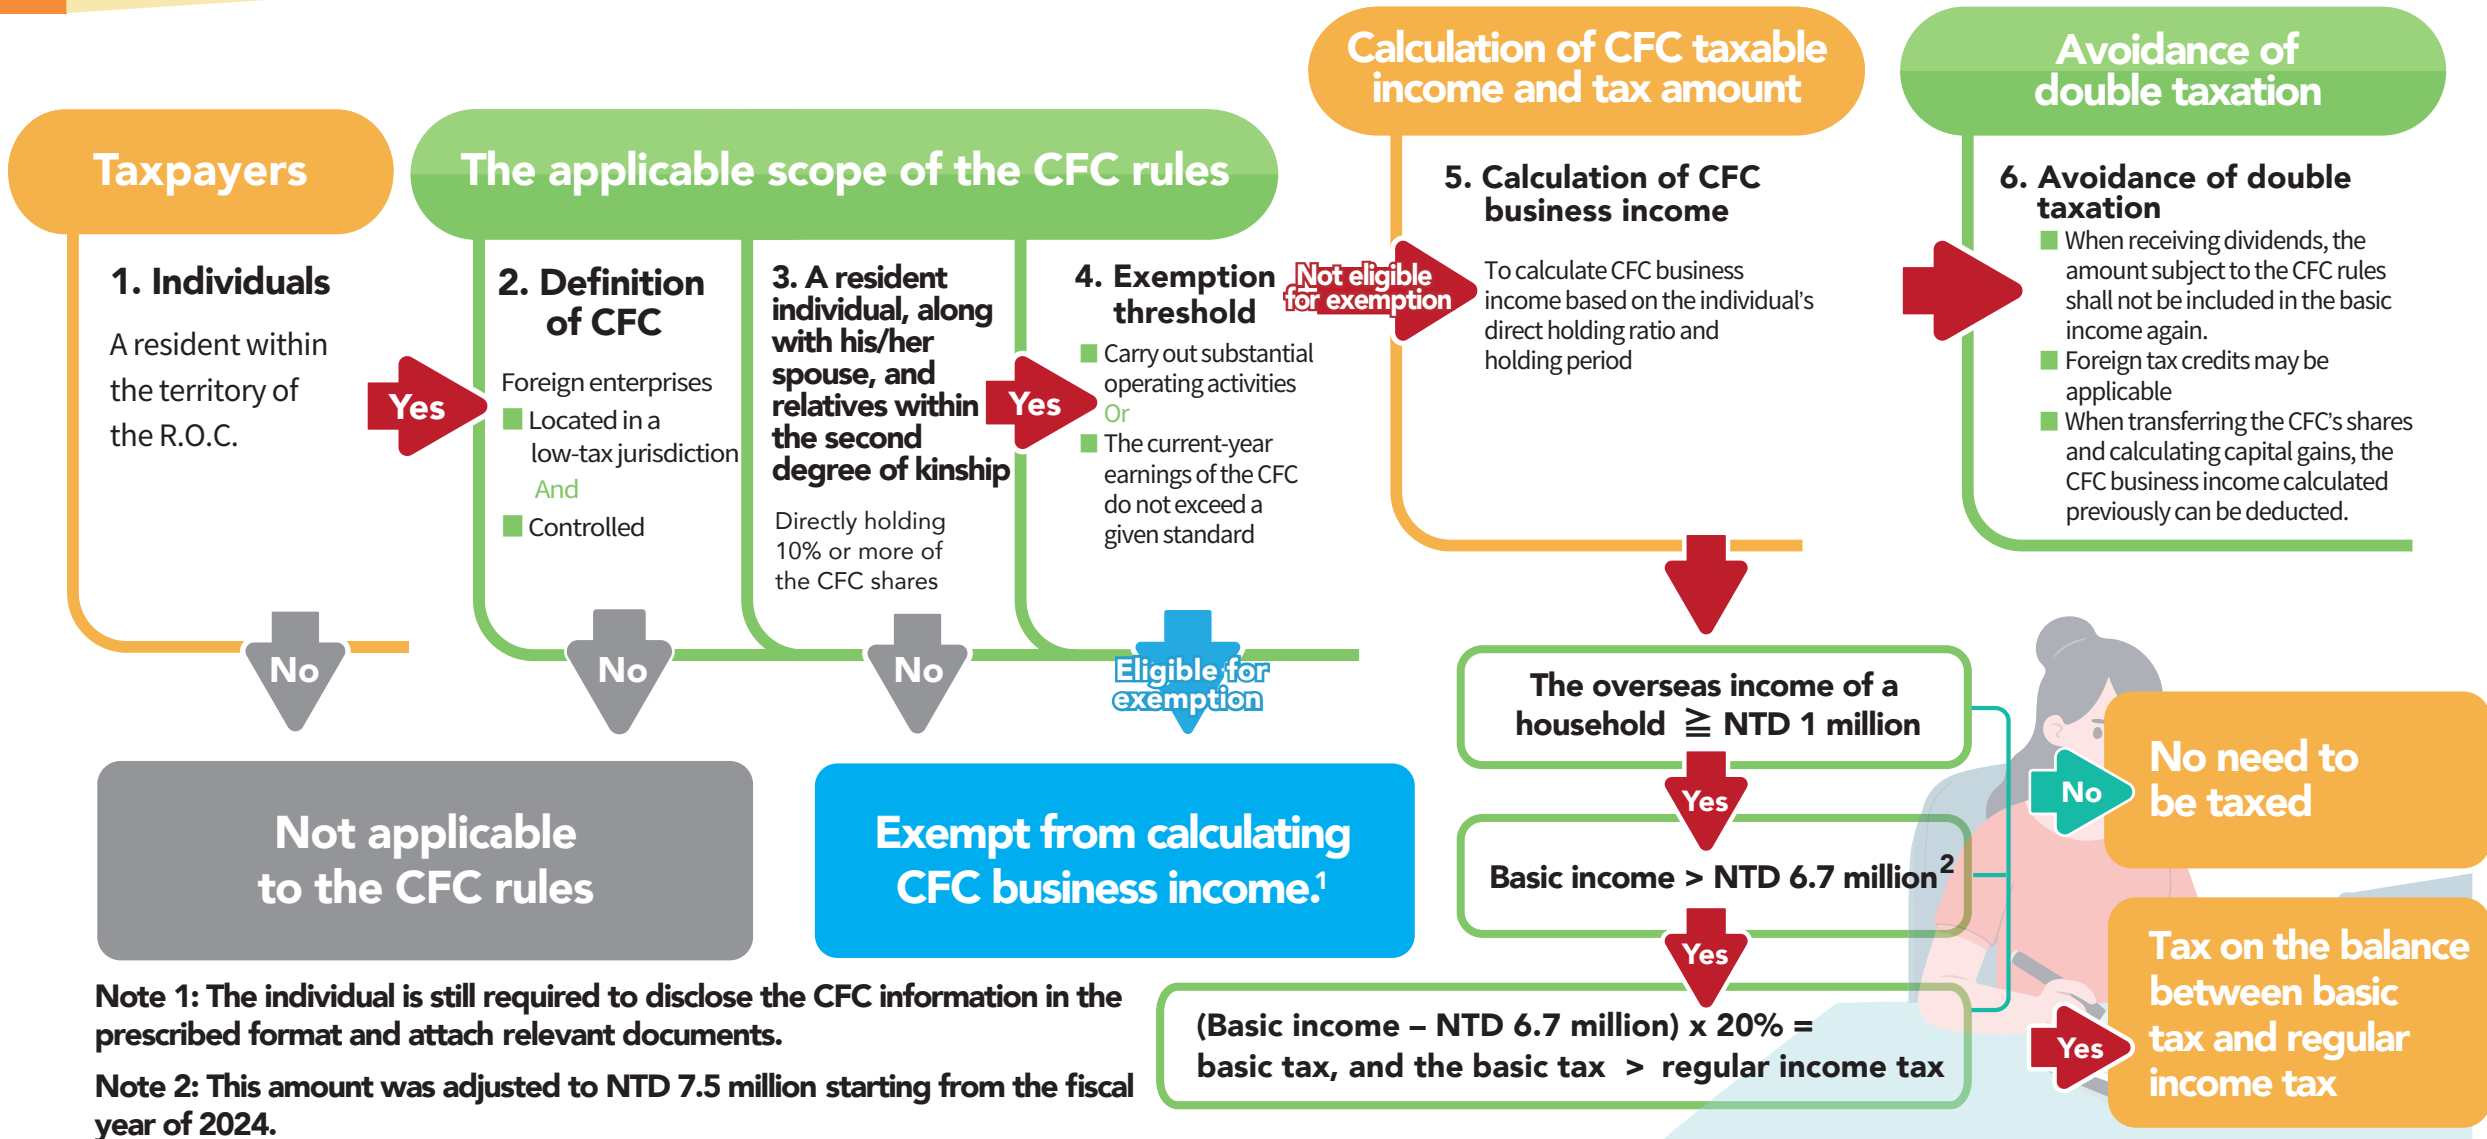 Taxpayers
1. Individuals
A resident within
the territory of
the R.O.C.
Yes
No
The applicable scope of the CFC rules
2. Definition
of CFC
Foreign enterprises
Located in a
low-tax jurisdiction
And
Controlled
No
3. A resident
individual, along
with his/her
spouse, and
relatives within
the second
degree of kinship
Directly holding
10% or more of
the CFC shares
Yes
No
4. Exemption
threshold
Carry out substantial
operating activities
Or
The current-year
earnings of the CFC
do not exceed a
given standard
Not eligible
for exemption
Eligible for
exemption
Calculation of CFC taxable
income and tax amount
5. Calculation of CFC
business income
To calculate CFC business
income based on the individual's
direct holding ratio and
holding period
Avoidance of
double taxation
6. Avoidance of double
taxation
When receiving dividends, the
amount subject to the CFC rules
shall not be included in the basic
income again.
Foreign tax credits may be
applicable
When transferring the CFC's shares
and calculating capital gains, the
CFC business income calculated
previously can be deducted.
Not applicable
to the CFC rules
Exempt from calculating
CFC business income.1
The overseas income of a
household ≧ NTD 1 million
Yes
Basic income > NTD 6.7 million2
Yes
(Basic income – NTD 6.7 million) x 20% =
basic tax, and the basic tax > regular income tax
No
No need to
be taxed
Yes
Tax on the balance
between basic
tax and regular
income tax
Note 1: The individual is still required to disclose the CFC information in the
prescribed format and attach relevant documents.
Note 2: This amount was adjusted to NTD 7.5 million starting from the fiscal
year of 2024.